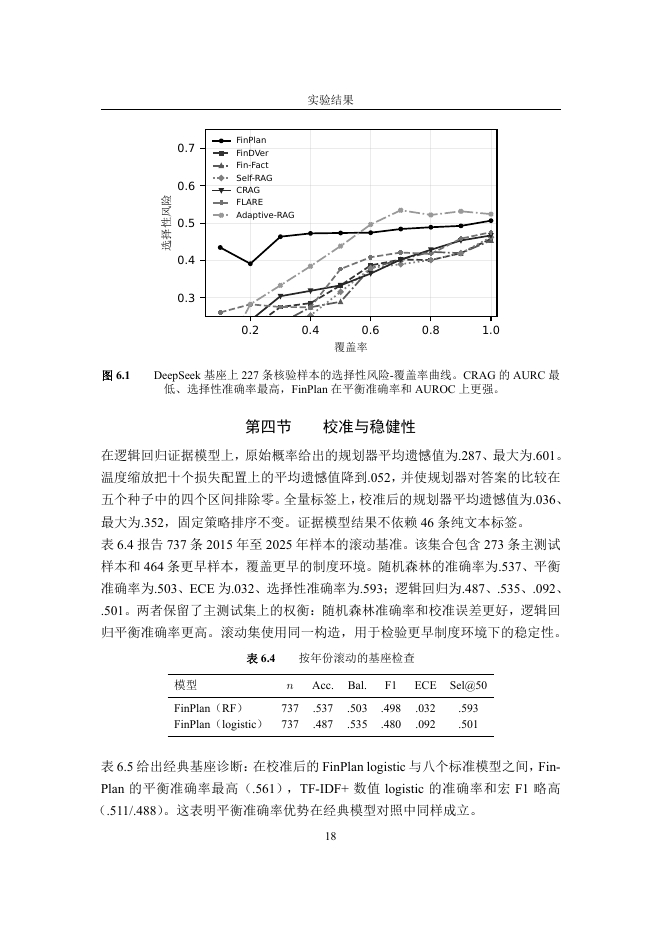 实验结果
0.7
0.6
0.5
0.4
0.3
选择性风险
FinPlan
FinDVer
Fin-Fact
Self-RAG
CRAG
FLARE
Adaptive-RAG
0.2 0.4 0.6 0.8 1.0
覆盖率
图 6.1 DeepSeek 基座上 227 条核验样本的选择性风险-覆盖率曲线。CRAG 的 AURC 最
低、选择性准确率最高，FinPlan 在平衡准确率和 AUROC 上更强。
第四节 校准与稳健性
在逻辑回归证据模型上，原始概率给出的规划器平均遗憾值为.287、最大为.601。
温度缩放把十个损失配置上的平均遗憾值降到.052，并使规划器对答案的比较在
五个种子中的四个区间排除零。全量标签上，校准后的规划器平均遗憾值为.036、
最大为.352，固定策略排序不变。证据模型结果不依赖 46 条纯文本标签。
表 6.4 报告 737 条 2015 年至 2025 年样本的滚动基准。该集合包含 273 条主测试
样本和 464 条更早样本，覆盖更早的制度环境。随机森林的准确率为.537、平衡
准确率为.503、ECE 为.032、选择性准确率为.593；逻辑回归为.487、.535、.092、
.501。两者保留了主测试集上的权衡：随机森林准确率和校准误差更好，逻辑回
归平衡准确率更高。滚动集使用同一构造，用于检验更早制度环境下的稳定性。
表 6.4 按年份滚动的基座检查
模型 n Acc. Bal. F1 ECE Sel@50
FinPlan（RF） 737 .537 .503 .498 .032 .593
FinPlan（logistic） 737 .487 .535 .480 .092 .501
表 6.5 给出经典基座诊断：在校准后的 FinPlan logistic 与八个标准模型之间，Fin-
Plan 的平衡准确率最高（.561），TF-IDF+ 数值 logistic 的准确率和宏 F1 略高
（.511/.488）。这表明平衡准确率优势在经典模型对照中同样成立。
18